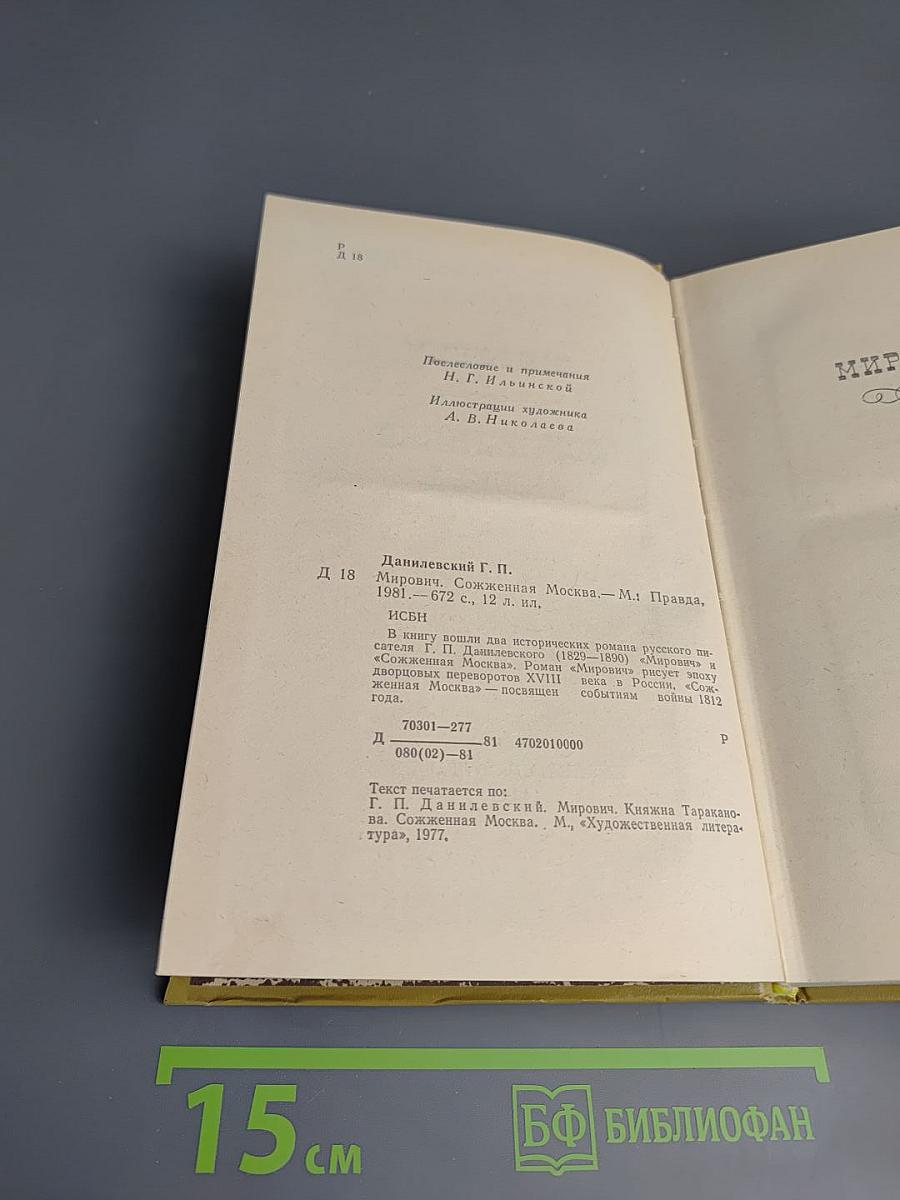 Р
Д 18
Послесловие и примечания
Н. Г. Ильинской
Иллюстрации художника
А. В. Николаева
Данилевский Г. П.
Д 18 Мирович. Сожженная Москва.— М.: Правда,
1981.— 672 с., 12 л. ил.
ИСБН
В книгу вошли два исторических романа русского пи-
сателя Г. П. Данилевского (1829—1890) «Мирович» и
«Сожженная Москва». Роман «Мирович» рисует эпоху
дворцовых переворотов XVIII века в России, «Сож-
женная Москва» — посвящен событиям войны 1812
года.
70301—277
Д 81 4702010000 Р
080(02)—81
Текст печатается по:
Г. П. Данилевский. Мирович. Княжна Таракано-
ва. Сожженная Москва. М., «Художественная литера-
тура», 1977.
МИР
15 см
БФ БИБЛИОФАН